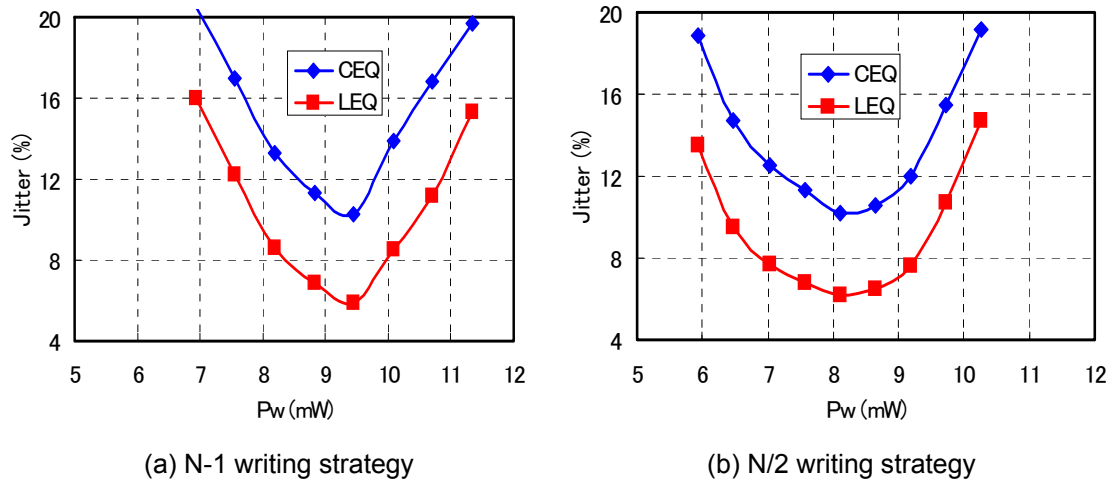 20
16
12
8
4
Jitter (%)
CEQ
LEQ
5 6 7 8 9 10 11 12
Pw (mW)
(a) N-1 writing strategy
20
16
12
8
4
Jitter (%)
CEQ
LEQ
5 6 7 8 9 10 11 12
Pw (mW)
(b) N/2 writing strategy